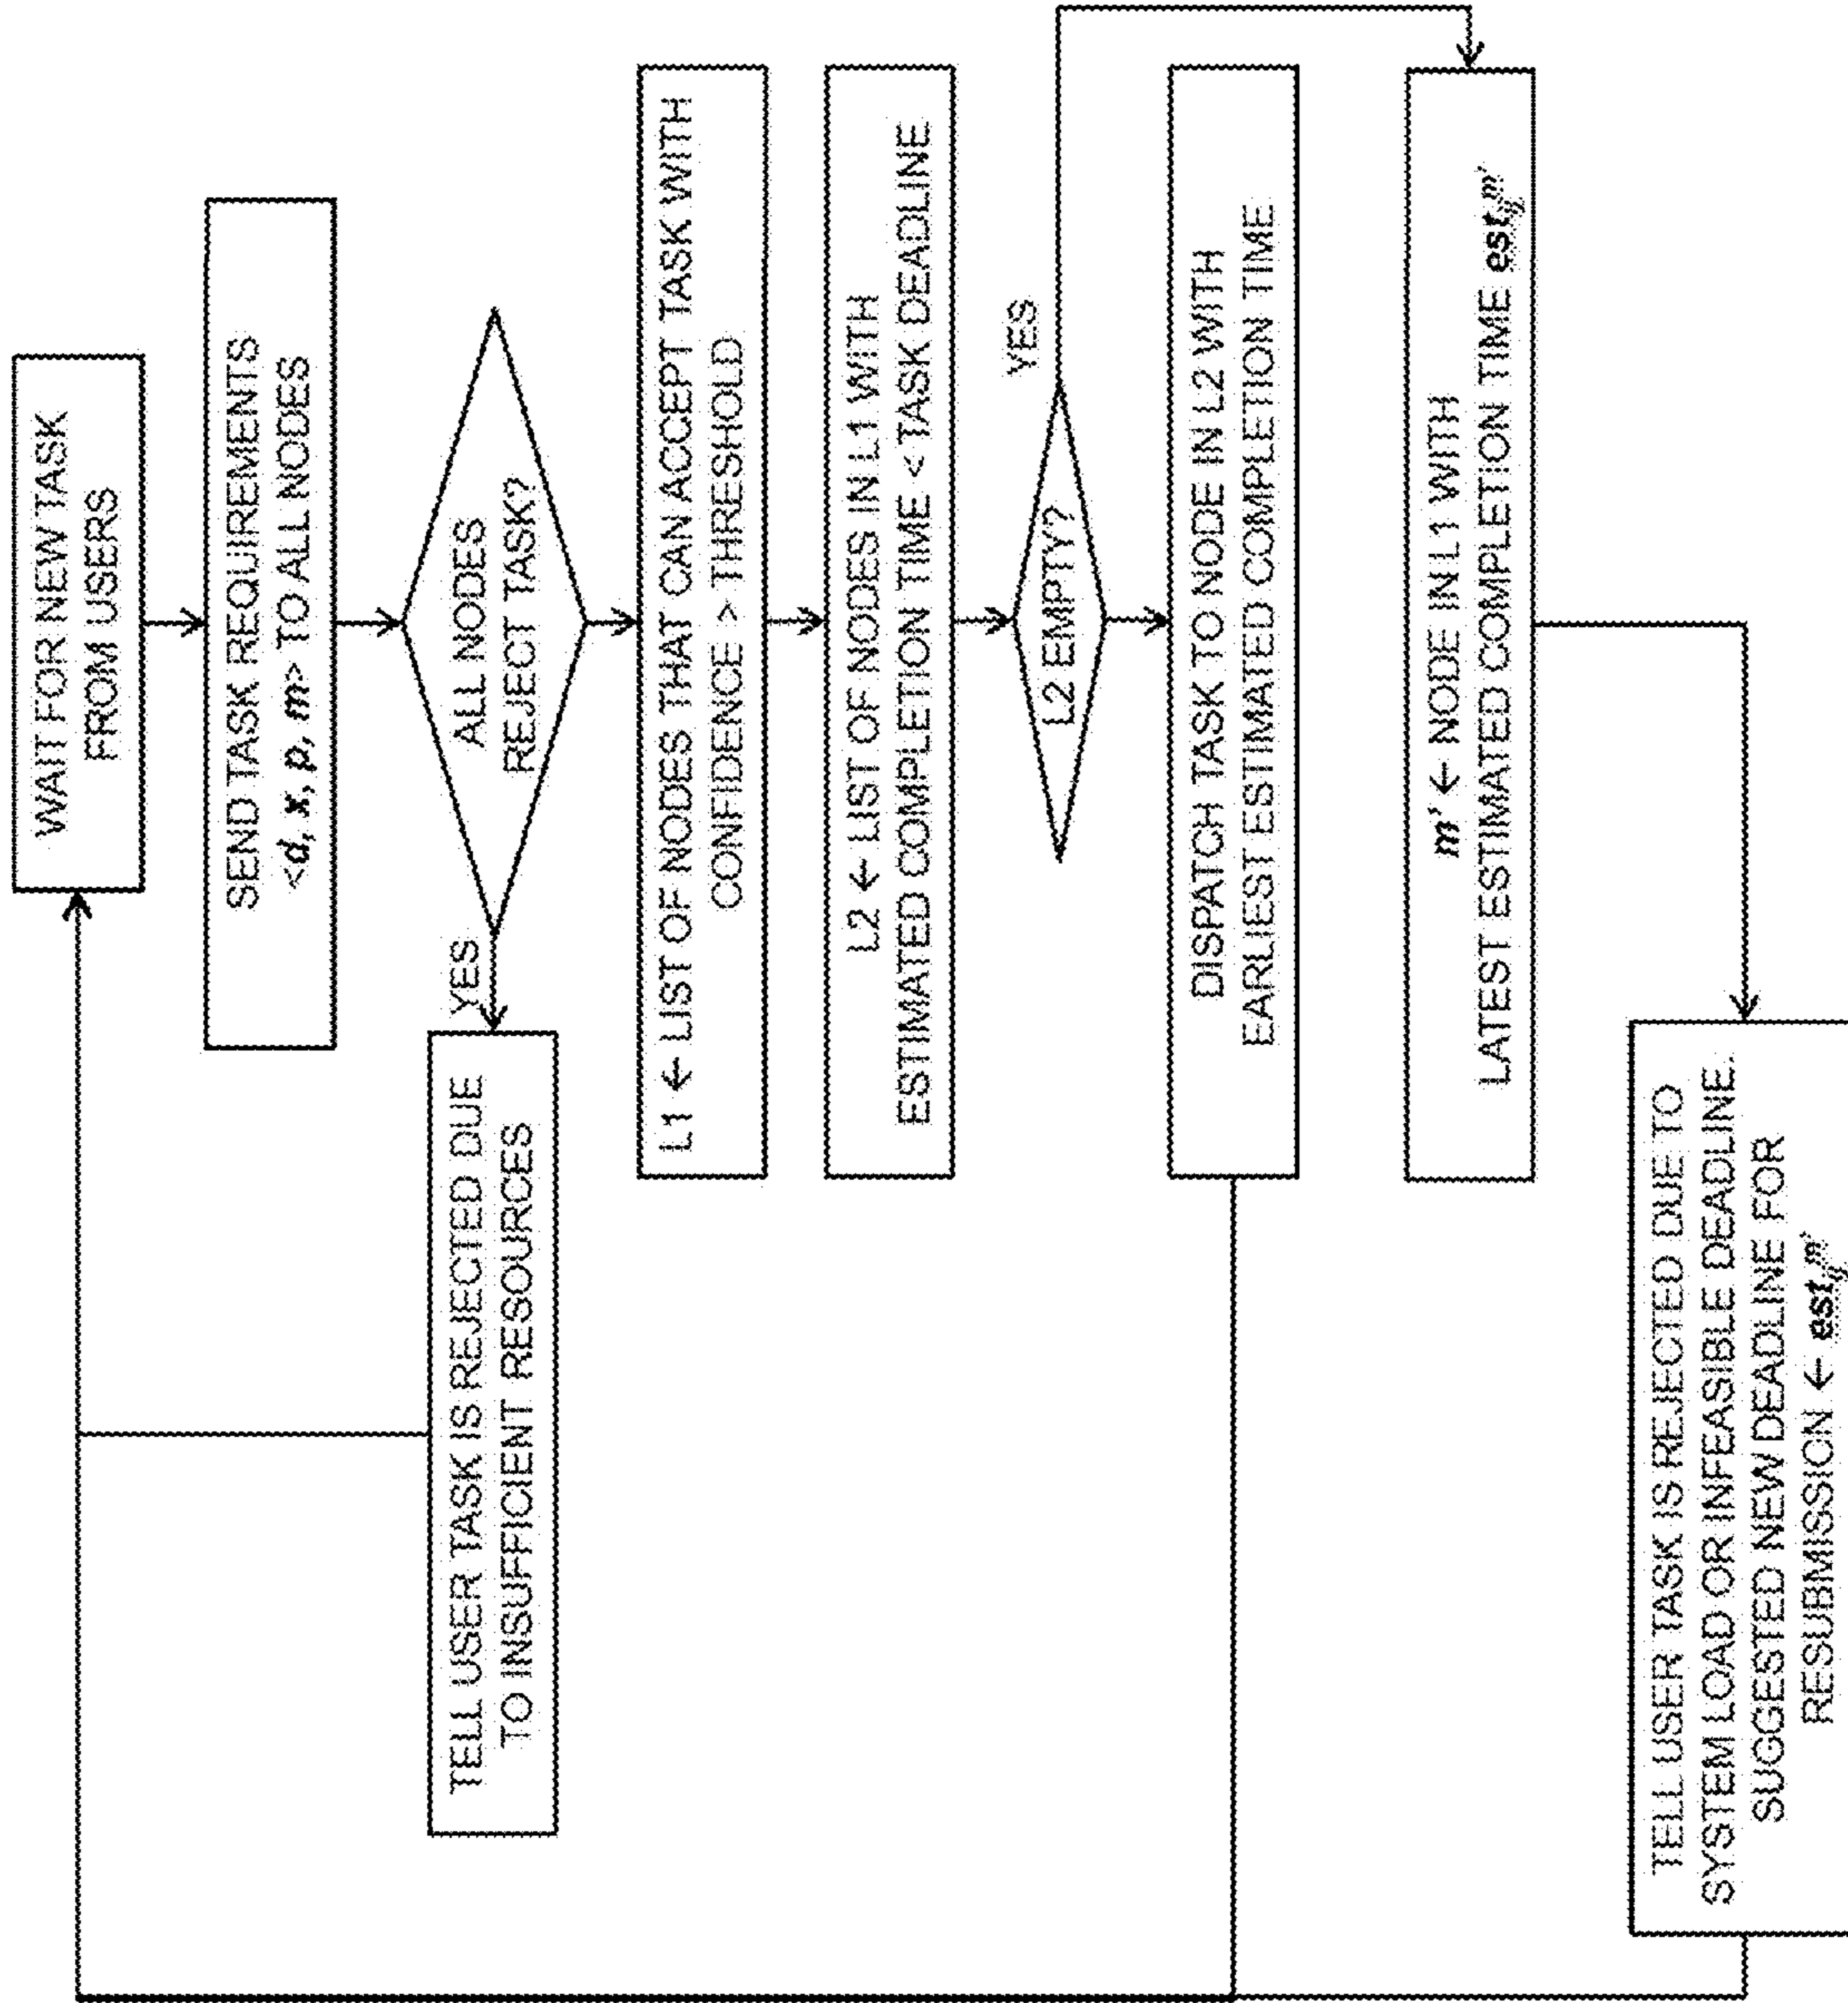 WAIT FOR NEW TASK
FROM USERS
SEND TASK REQUIREMENTS
<d, x, p, m> TO ALL NODES
ALL NODES
REJECT TASK?
YES
TELL USER TASK IS REJECTED DUE
TO INSUFFICIENT RESOURCES
L1 ← LIST OF NODES THAT CAN ACCEPT TASK WITH
CONFIDENCE > THRESHOLD
L2 ← LIST OF NODES IN L1 WITH
ESTIMATED COMPLETION TIME < TASK DEADLINE
L2 EMPTY?
YES
DISPATCH TASK TO NODE IN L2 WITH
EARLIEST ESTIMATED COMPLETION TIME
m' ← NODE IN L1 WITH
LATEST ESTIMATED COMPLETION TIME est_ij^m'
TELL USER TASK IS REJECTED DUE TO
SYSTEM LOAD OR INFEASIBLE DEADLINE.
SUGGESTED NEW DEADLINE FOR
RESUBMISSION ← est_ij^m'